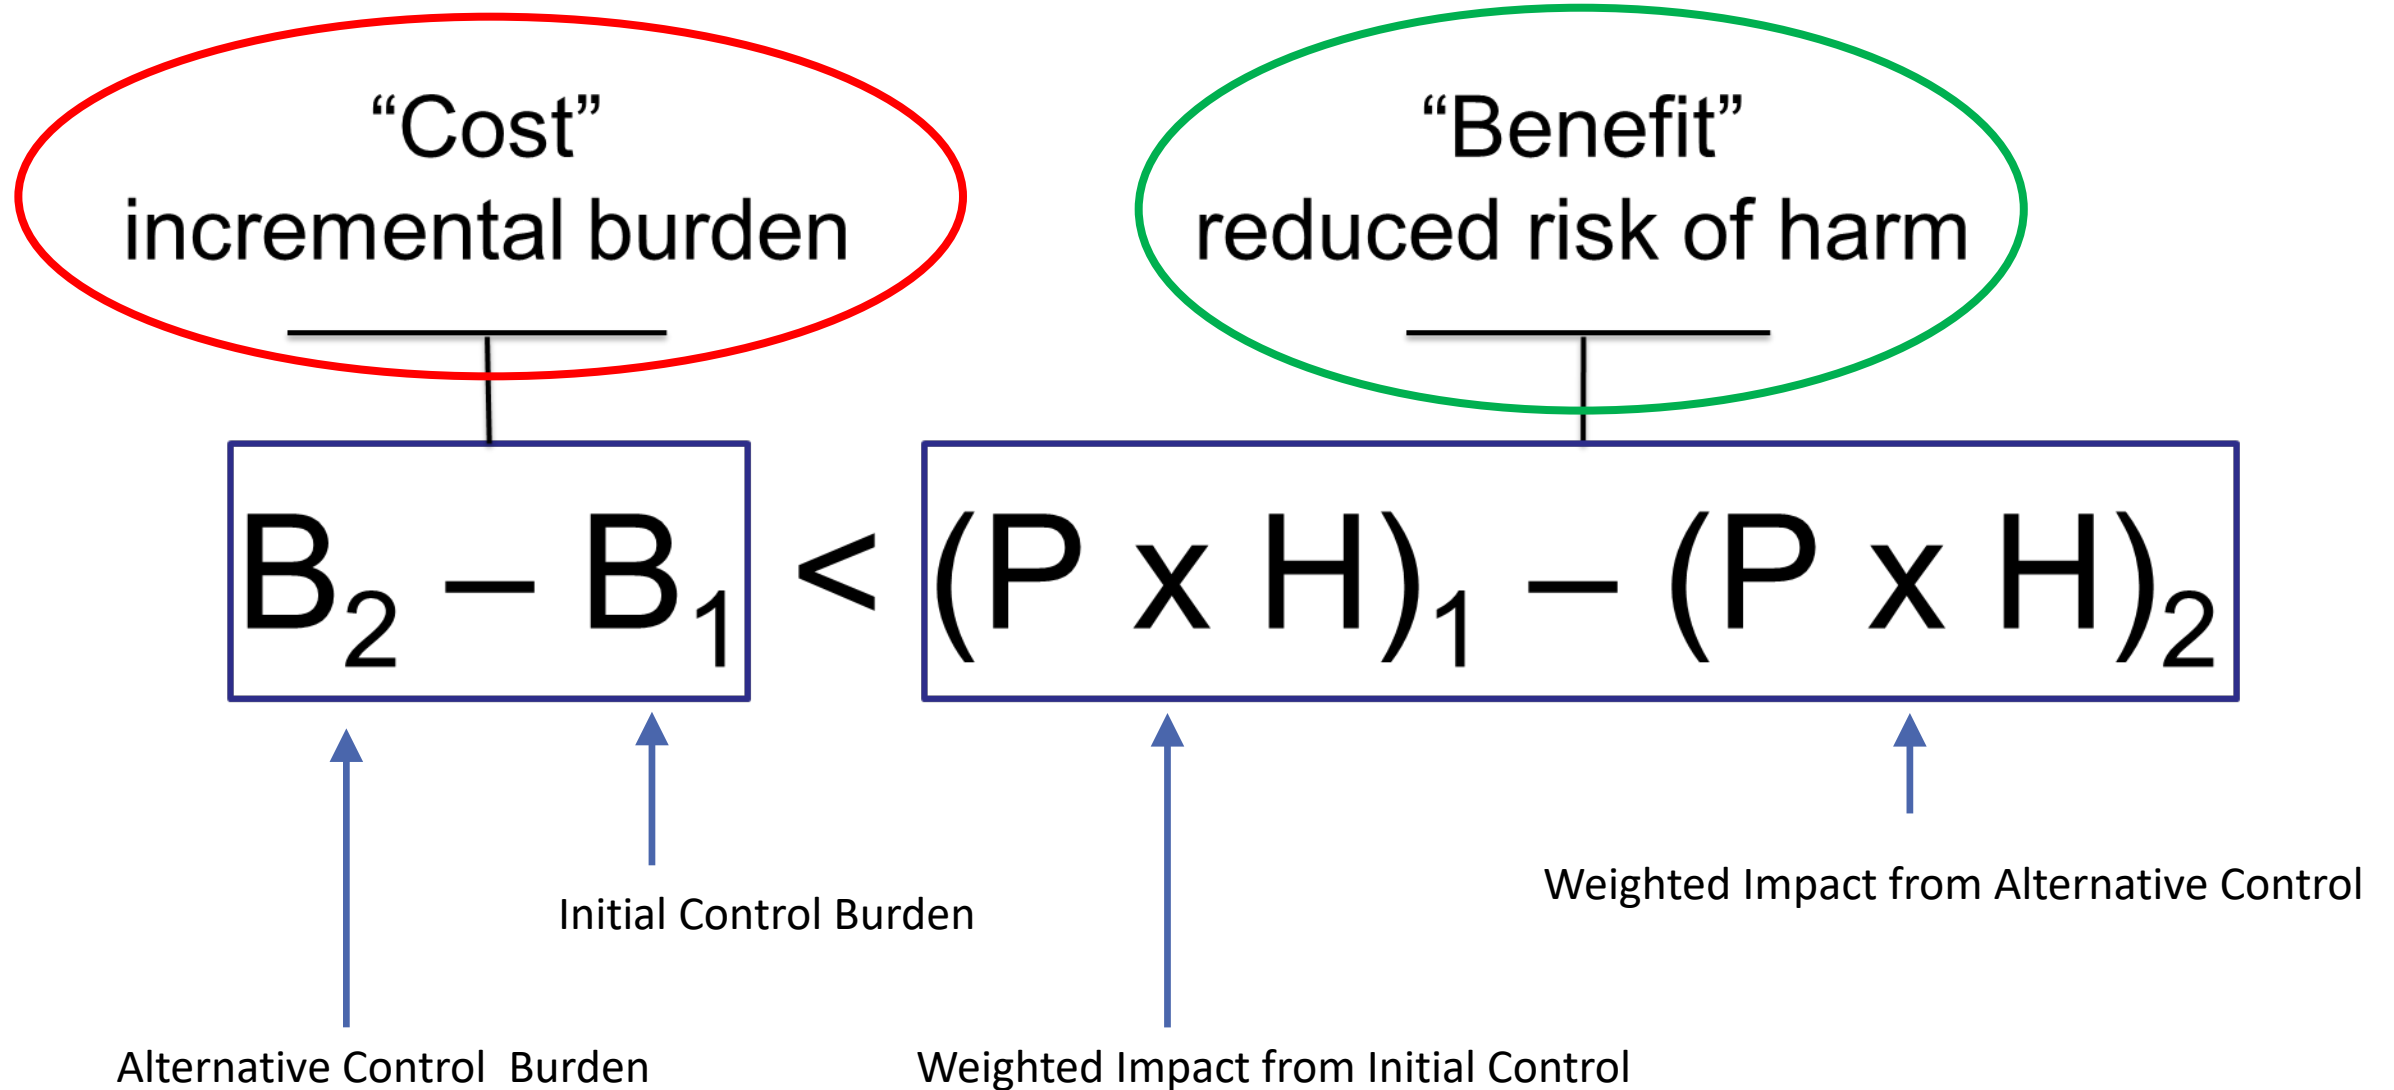 “Cost”
incremental burden
“Benefit”
reduced risk of harm
B₂ – B₁ < (P x H)₁ – (P x H)₂
Initial Control Burden
Weighted Impact from Alternative Control
Alternative Control  Burden
Weighted Impact from Initial Control